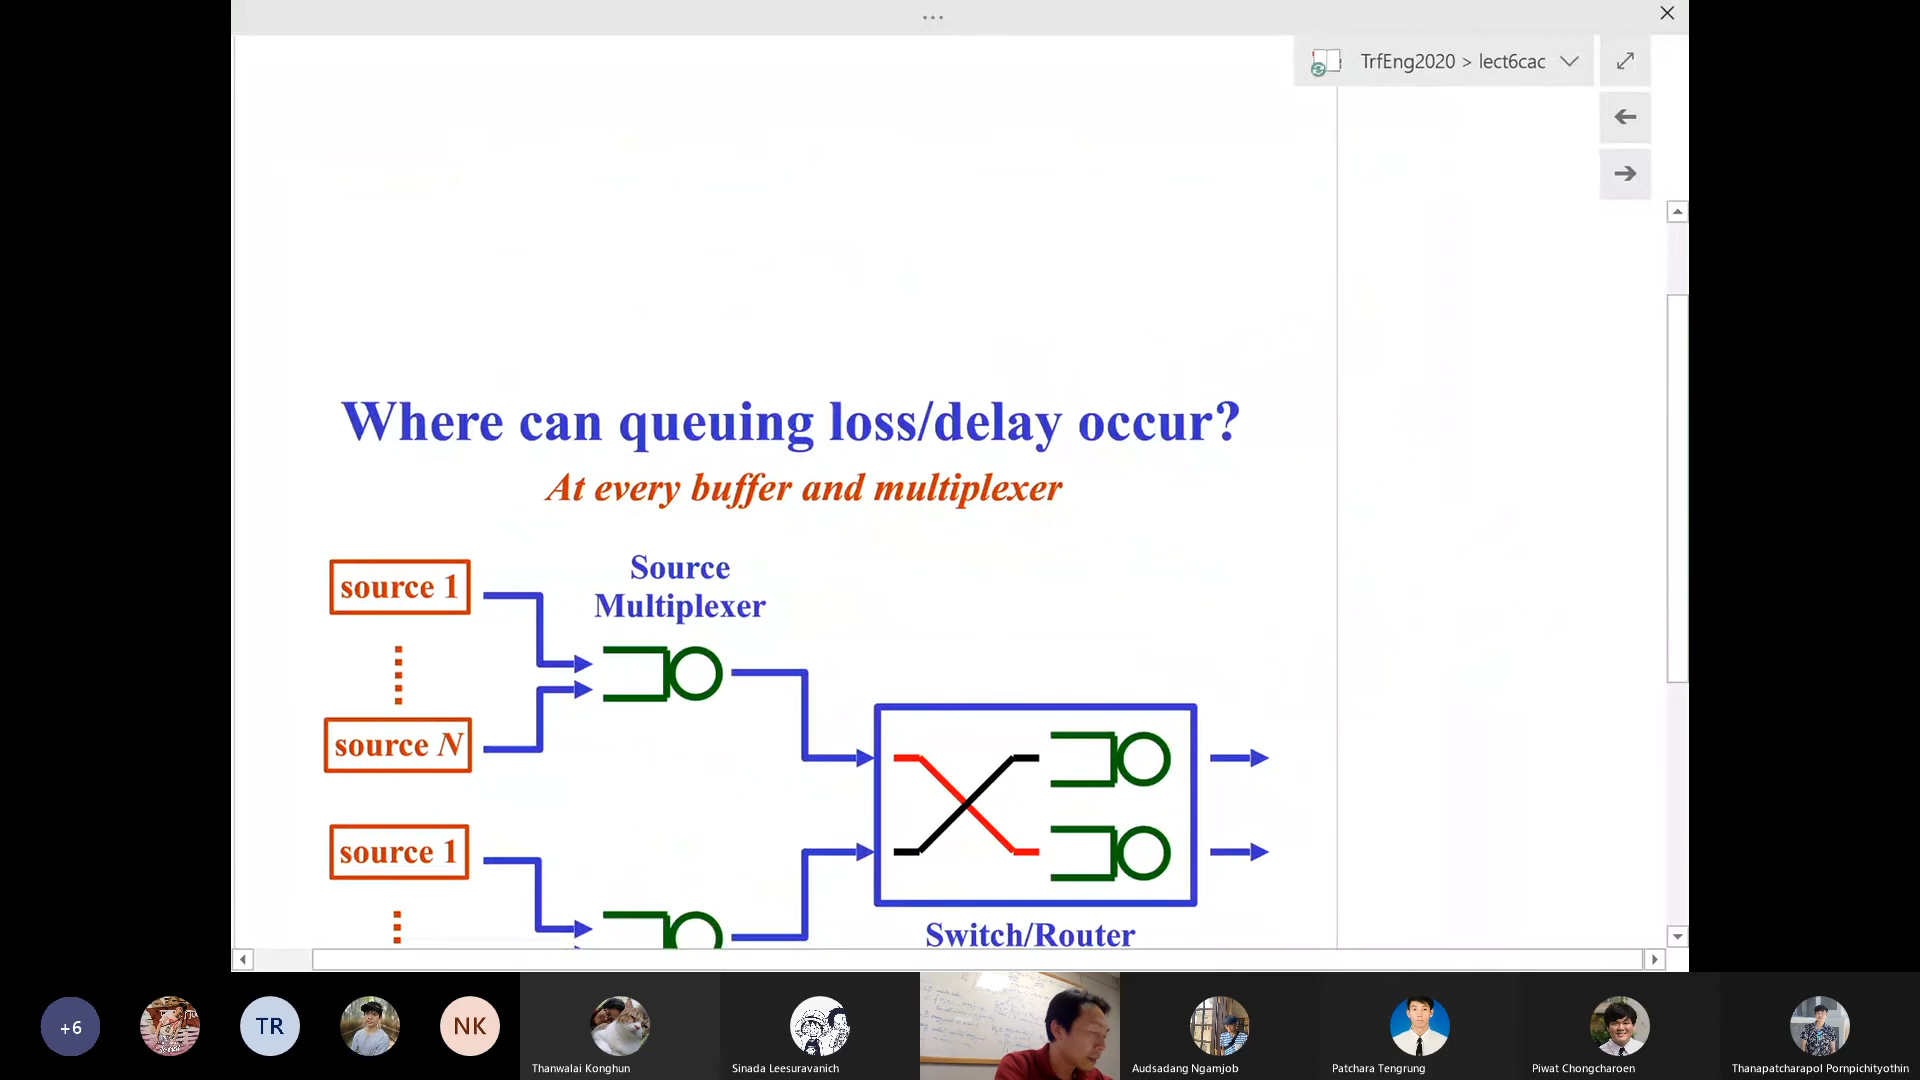 ...
TrfEng2020 > lect6cac
Where can queuing loss/delay occur?
At every buffer and multiplexer
Source
Multiplexer
source 1
source N
source 1
Switch/Router
+6
TR
NK
Thanwalai Konghun
Sinada Leesuravanich
Audsadang Ngamjob
Patchara Tengrung
Piwat Chongcharoen
Thanapatcharapol Pornpichityothin